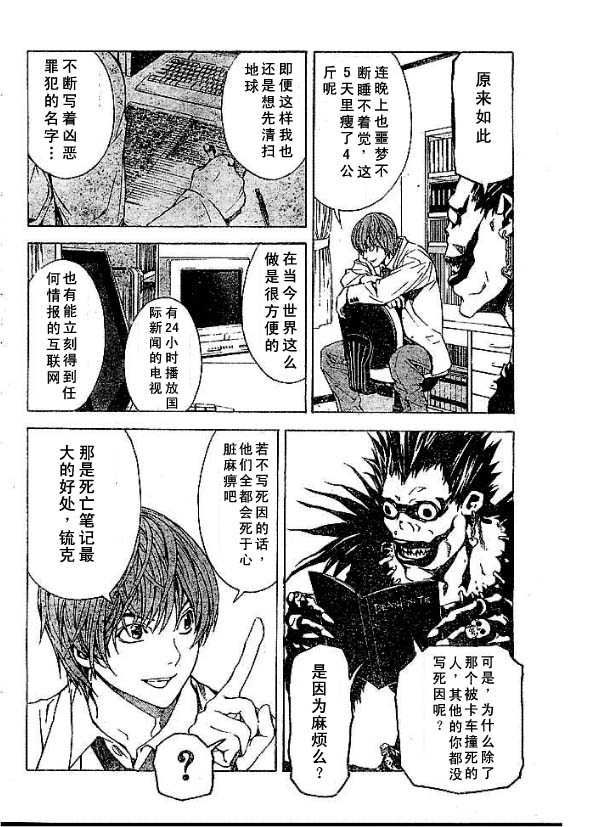 原来如此
连晚上也噩梦不
断睡不着觉，这
5天里瘦了4公
斤呢
即便这样我也
还是想先清扫
地球
不断写着凶恶
罪犯的名字…
在当今世界这么
做是很方便的
有24小时播放国
际新闻的电视
也有能立刻得到任
何情报的互联网
DEATH NOTE
可是，为什么除了
那个被卡车撞死的
人，其他的你都没
写死因呢？
是因为麻烦么？
若不写死因的话，
他们全都会死于心
脏麻痹吧
？
那是死亡笔记最
大的好处，锍克